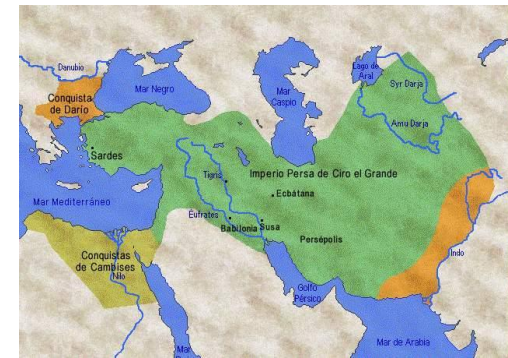 Danubio
Mar Negro
Conquista
de Darío
Sardes
Mar Mediterráneo
Conquistas
de Cambises
Nilo
Mar
Caspio
Lago de
Aral
Syr Darja
Amu Darja
Tigris
Imperio Persa de Ciro el Grande
Ecbátana
Eufrates
Babilonia
Susa
Persépolis
Golfo
Pérsico
Indo
Mar
Mar de Arabia